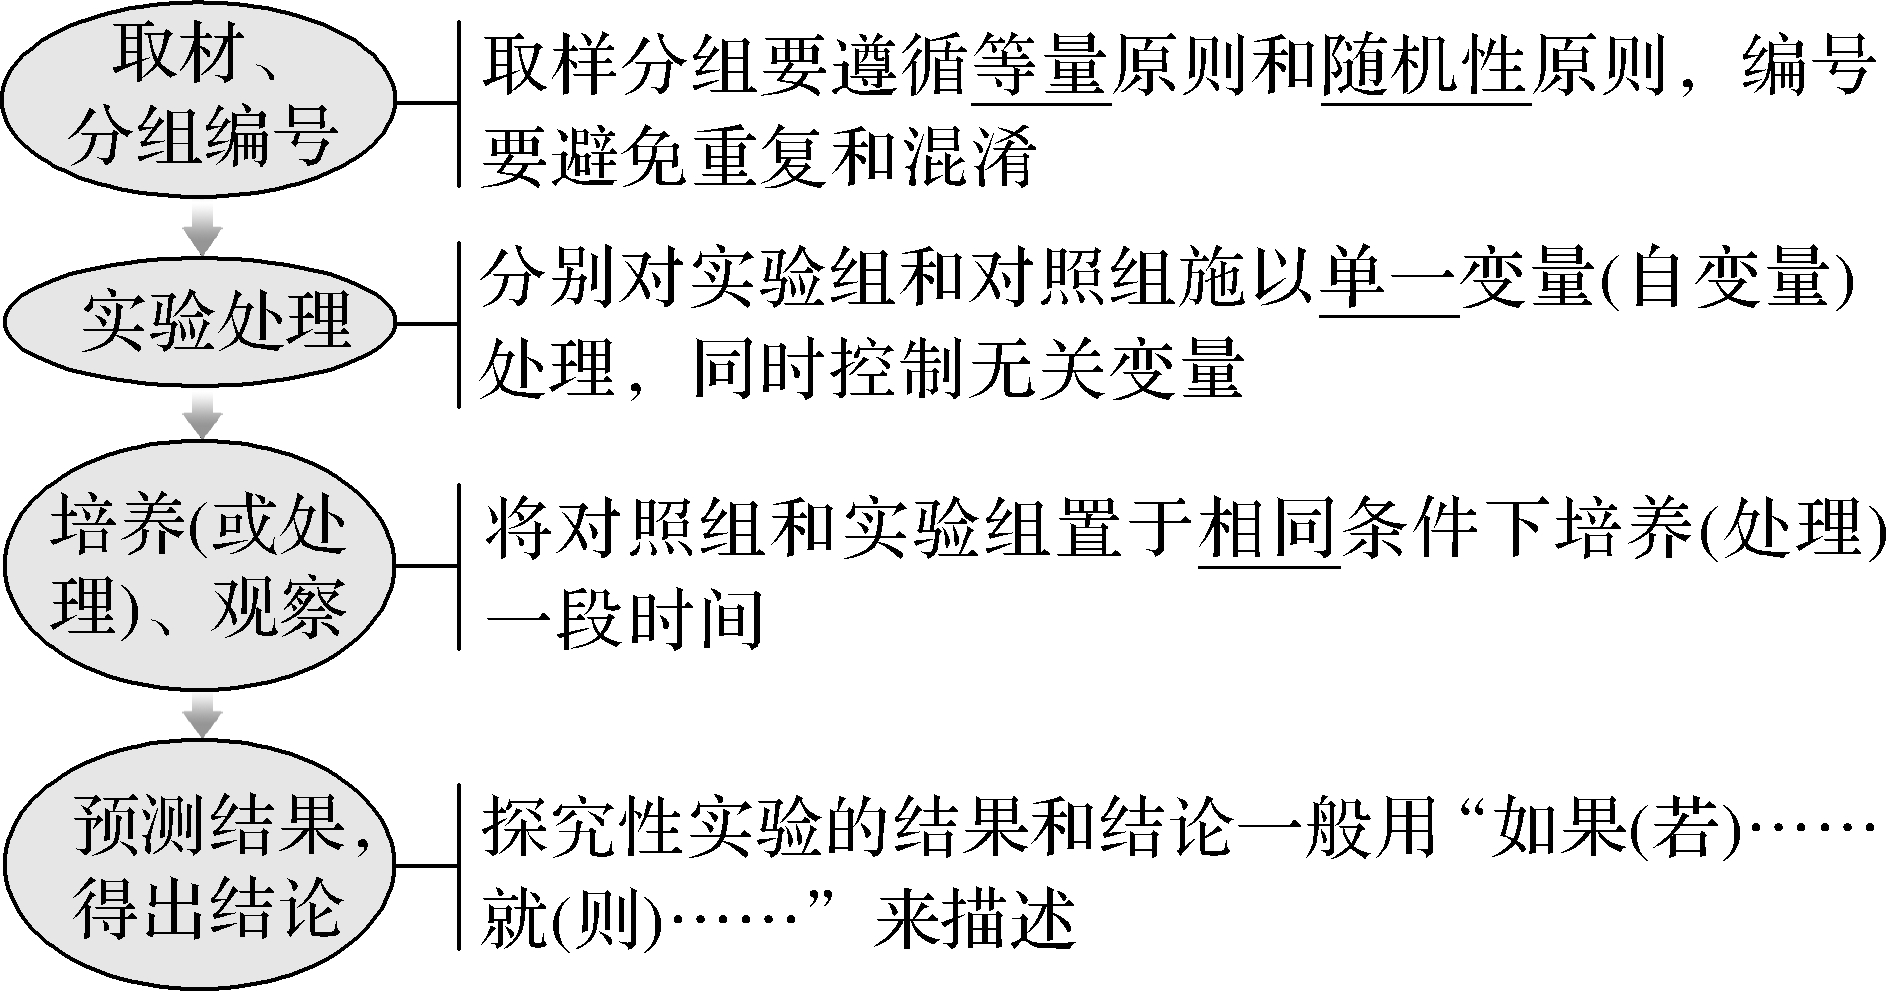 取材、
分组编号
取样分组要遵循等量原则和随机性原则，编号
要避免重复和混淆
实验处理
分别对实验组和对照组施以单一变量(自变量)
处理，同时控制无关变量
培养(或处
理)、观察
将对照组和实验组置于相同条件下培养(处理)
一段时间
预测结果，
得出结论
探究性实验的结果和结论一般用“如果(若)……
就(则)……”来描述